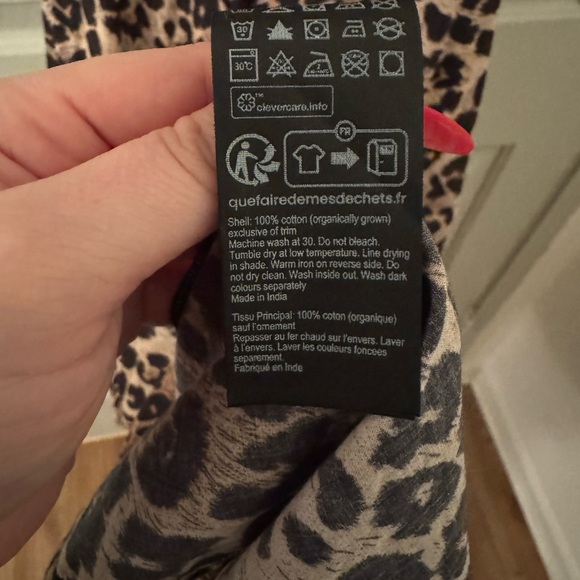 30
30°C
™
clevercare.info
FR
quefairedemesdechets.fr
Shell: 100% cotton (organically grown)
exclusive of trim
Machine wash at 30. Do not bleach.
Tumble dry at low temperature. Line drying
in shade. Warm iron on reverse side. Do
not dry clean. Wash inside out. Wash dark
colours separately
Made in India
Tissu Principal: 100% coton (organique)
sauf l'ornement
Repasser au fer chaud sur l'envers. Laver
à l'envers. Laver les couleurs foncées
separement.
Fabriqué en Inde